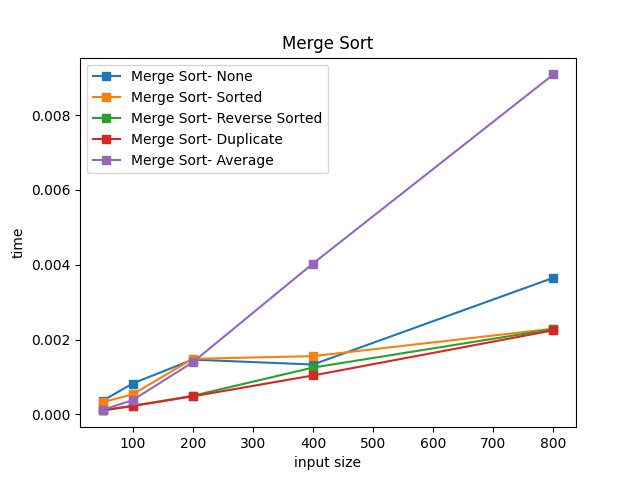 Merge Sort
Merge Sort- None
Merge Sort- Sorted
Merge Sort- Reverse Sorted
Merge Sort- Duplicate
Merge Sort- Average
0.008
0.006
0.004
0.002
0.000
time
100 200 300 400 500 600 700 800
input size